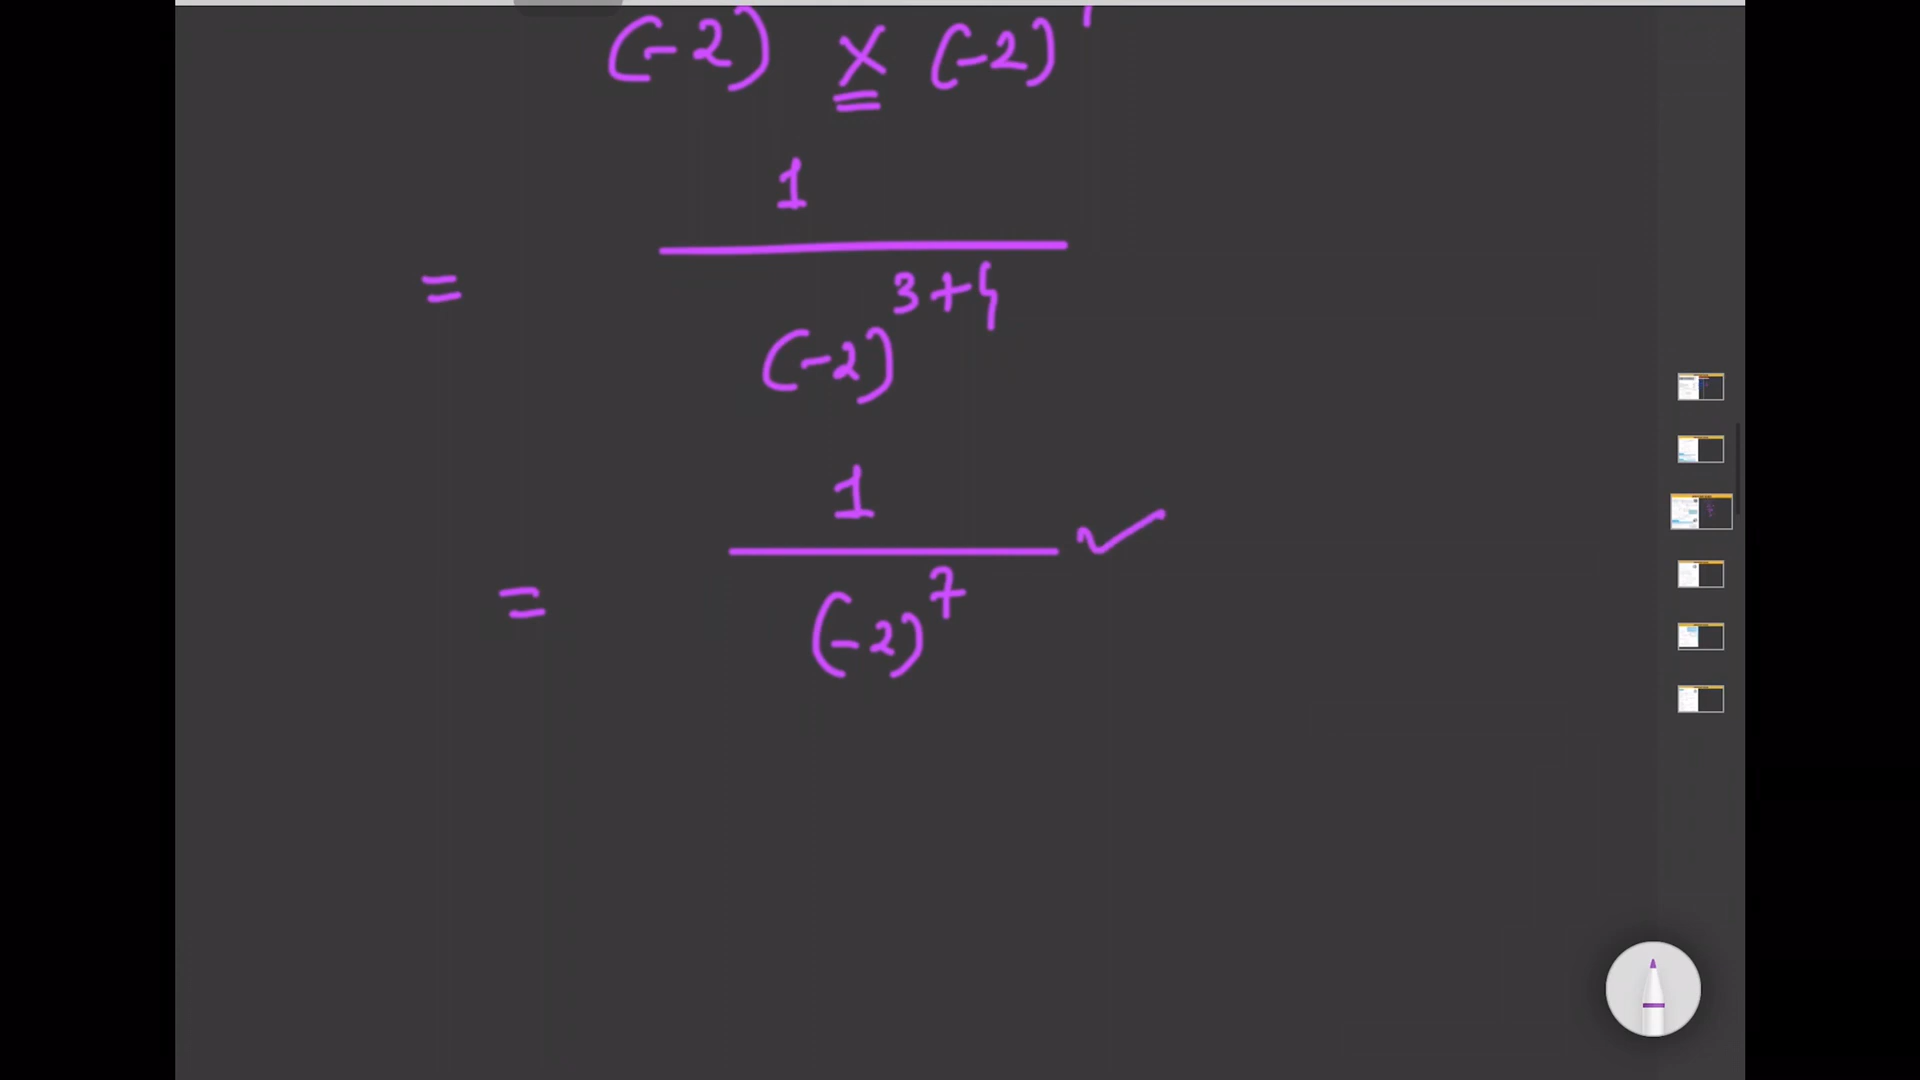 (-2) × (-2)
1
= (-2)^{3+4}
1
= (-2)^7 ✓